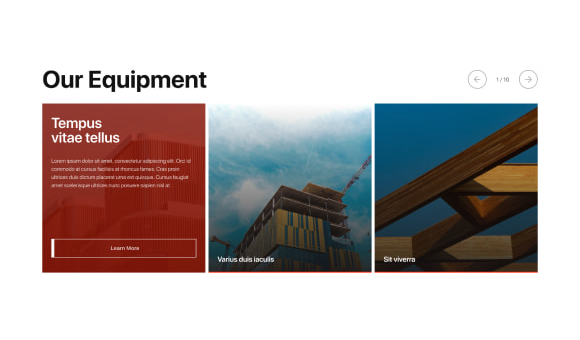 Our Equipment
1 / 10
Tempus
vitae tellus
Lorem ipsum dolor sit amet, consectetur adipiscing elit. Orci id
commodo at cursus facilisis at rhoncus fames. Cras proin
ultrices duis dictum placerat urna est quisque. Cursus feugiat
amet scelerisque ultrices nunc posuere sapien nisl at
Learn More
Varius duis iaculis
Sit viverra